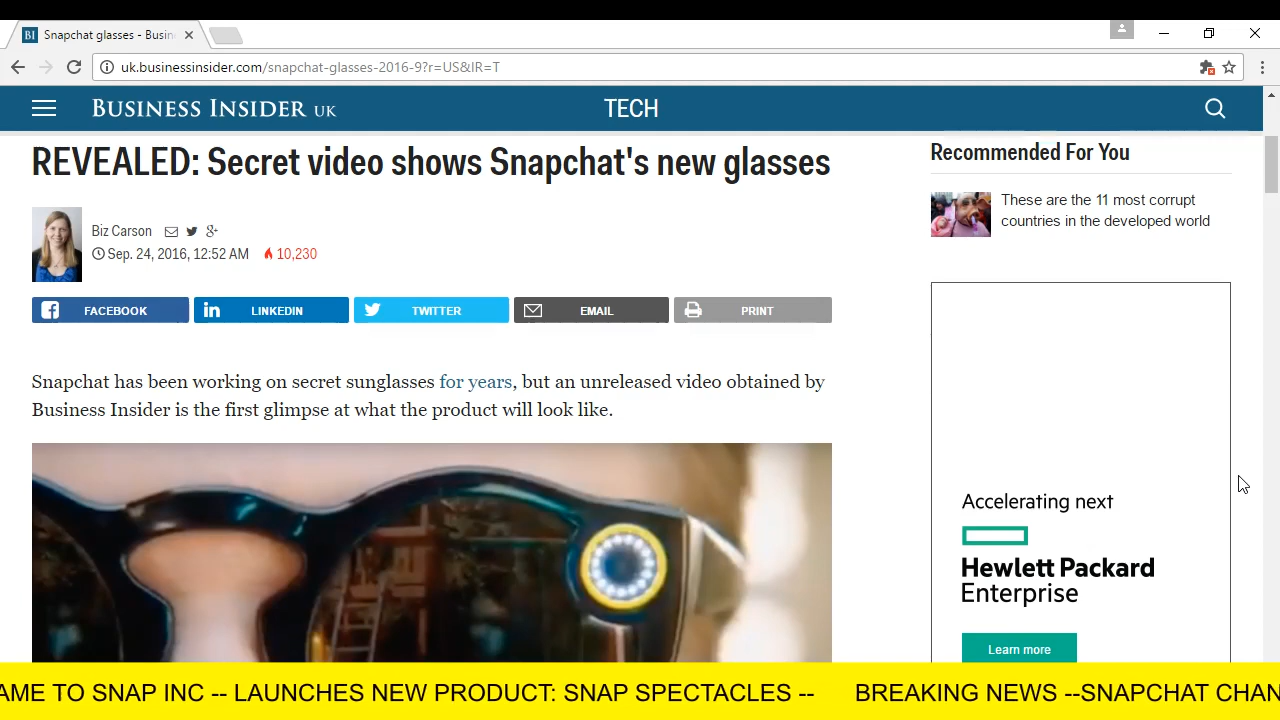 BI Snapchat glasses - Busin
uk.businessinsider.com/snapchat-glasses-2016-9?r=US&IR=T
BUSINESS INSIDER UK
TECH
REVEALED: Secret video shows Snapchat's new glasses
Biz Carson
Sep. 24, 2016, 12:52 AM 10,230
FACEBOOK LINKEDIN TWITTER EMAIL PRINT
Snapchat has been working on secret sunglasses for years, but an unreleased video obtained by
Business Insider is the first glimpse at what the product will look like.
Recommended For You
These are the 11 most corrupt
countries in the developed world
Accelerating next
Hewlett Packard
Enterprise
Learn more
AME TO SNAP INC -- LAUNCHES NEW PRODUCT: SNAP SPECTACLES -- BREAKING NEWS --SNAPCHAT CHAN